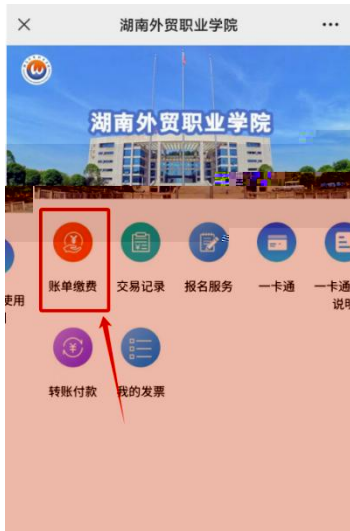 湖南外贸职业学院
湖南外贸职业学院
账单缴费
交易记录
报名服务
一卡通
一卡通
说明
使用
转账付款
我的发票